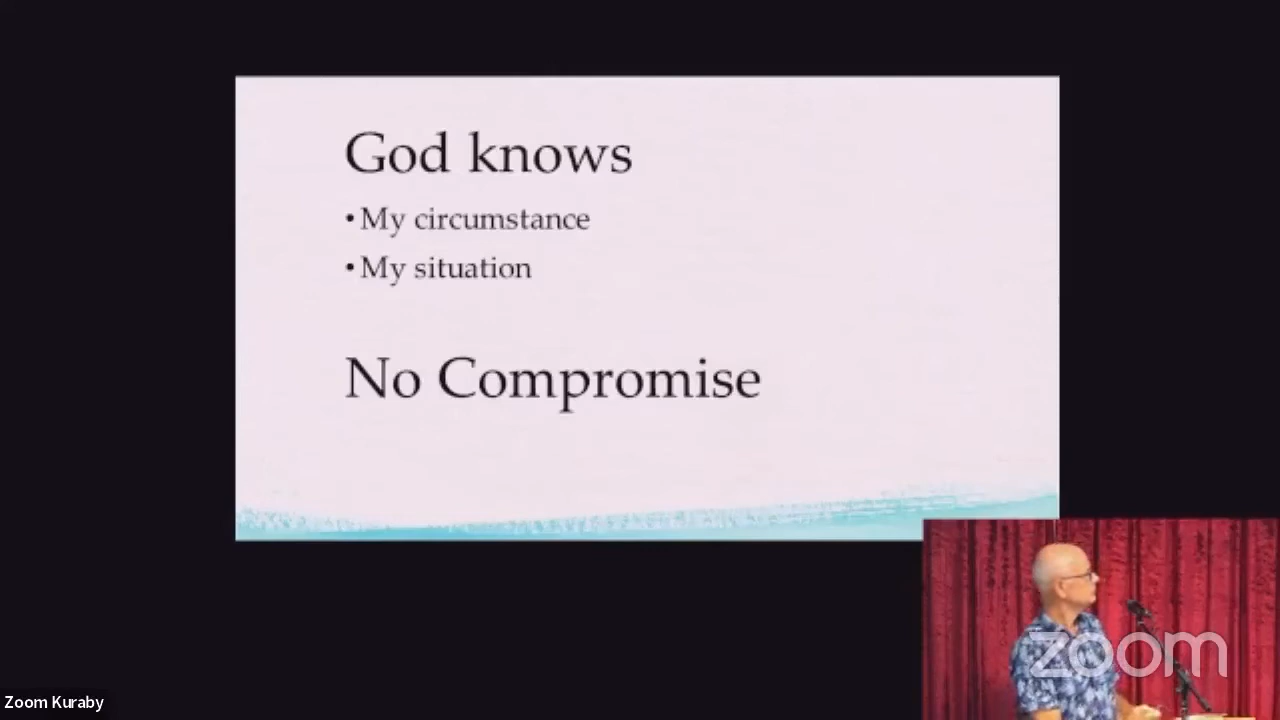 God knows
•My circumstance
•My situation
No Compromise
zoom
Zoom Kuraby